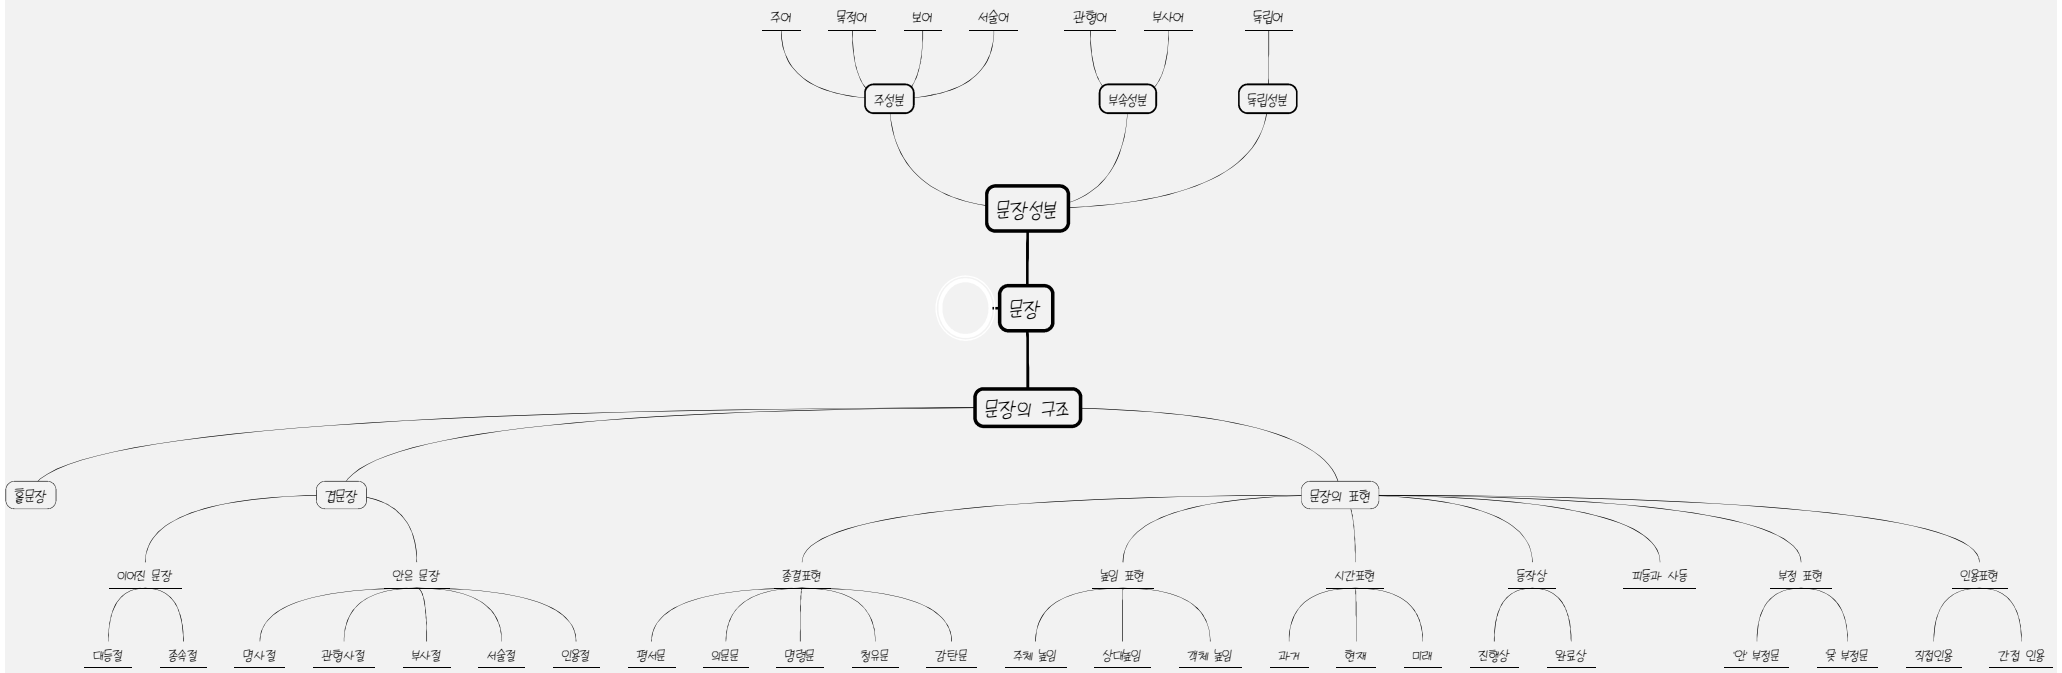 주어 목적어 보어 서술어 관형어 부사어 독립어
주성분 부속성분 독립성분
문장성분
문장
문장의 구조
홑문장 겹문장 문장의 표현
이어진 문장 안은 문장 종결표현 높임 표현 시간표현 동작상 피동과 사동 부정 표현 인용표현
대등절 종속절 명사절 관형사절 부사절 서술절 인용절 평서문 의문문 명령문 청유문 감탄문 주체 높임 상대높임 객체 높임 과거 현재 미래 진행상 완료상 '안' 부정문 '못' 부정문 직접인용 간접 인용